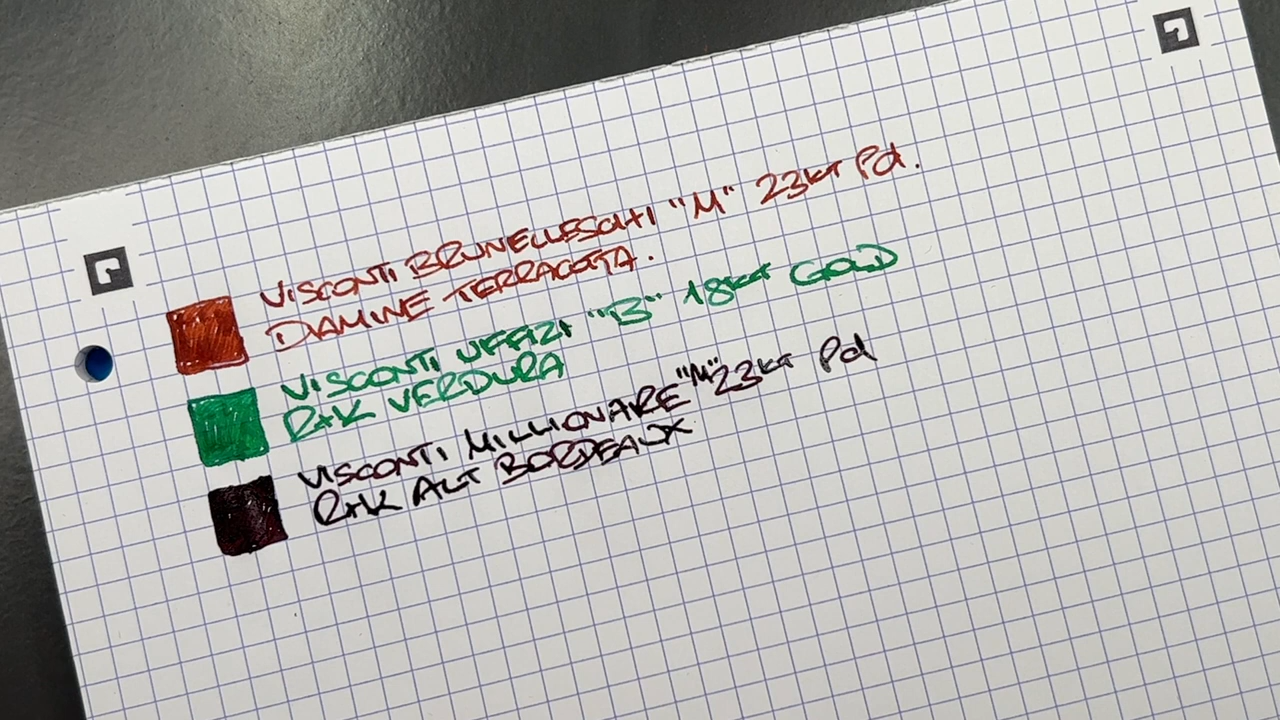 VISCONTI BRUNELLESCHI "M" 23kt Pd.
DIAMINE TERRACOTTA.
VISCONTI UFFIZI "B" 18kt GOLD
R+K VERDURA
VISCONTI MILLIONARE "M" 23kt Pd
R+K ALT BORDEAUX